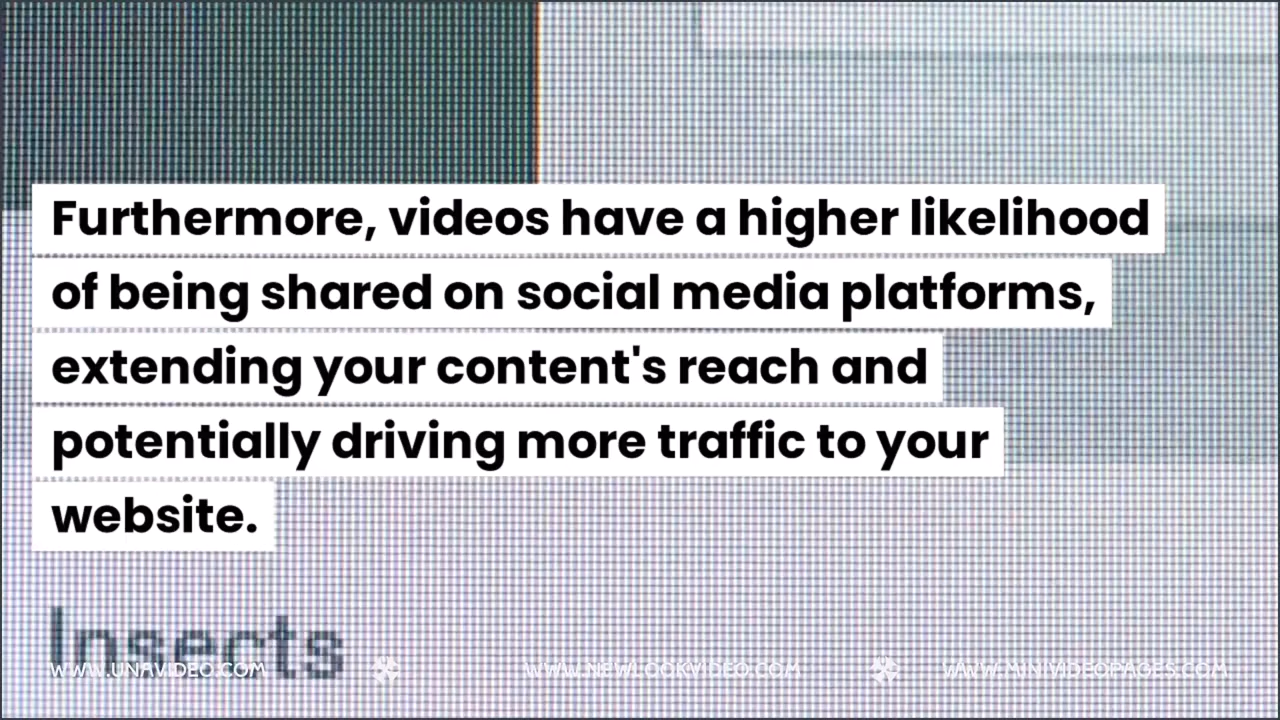 Furthermore, videos have a higher likelihood
of being shared on social media platforms,
extending your content's reach and
potentially driving more traffic to your
website.
Insects
WWW.UNAVIDEO.COM WWW.NEWLOOKVIDEO.COM WWW.MINIVIDEOPAGES.COM